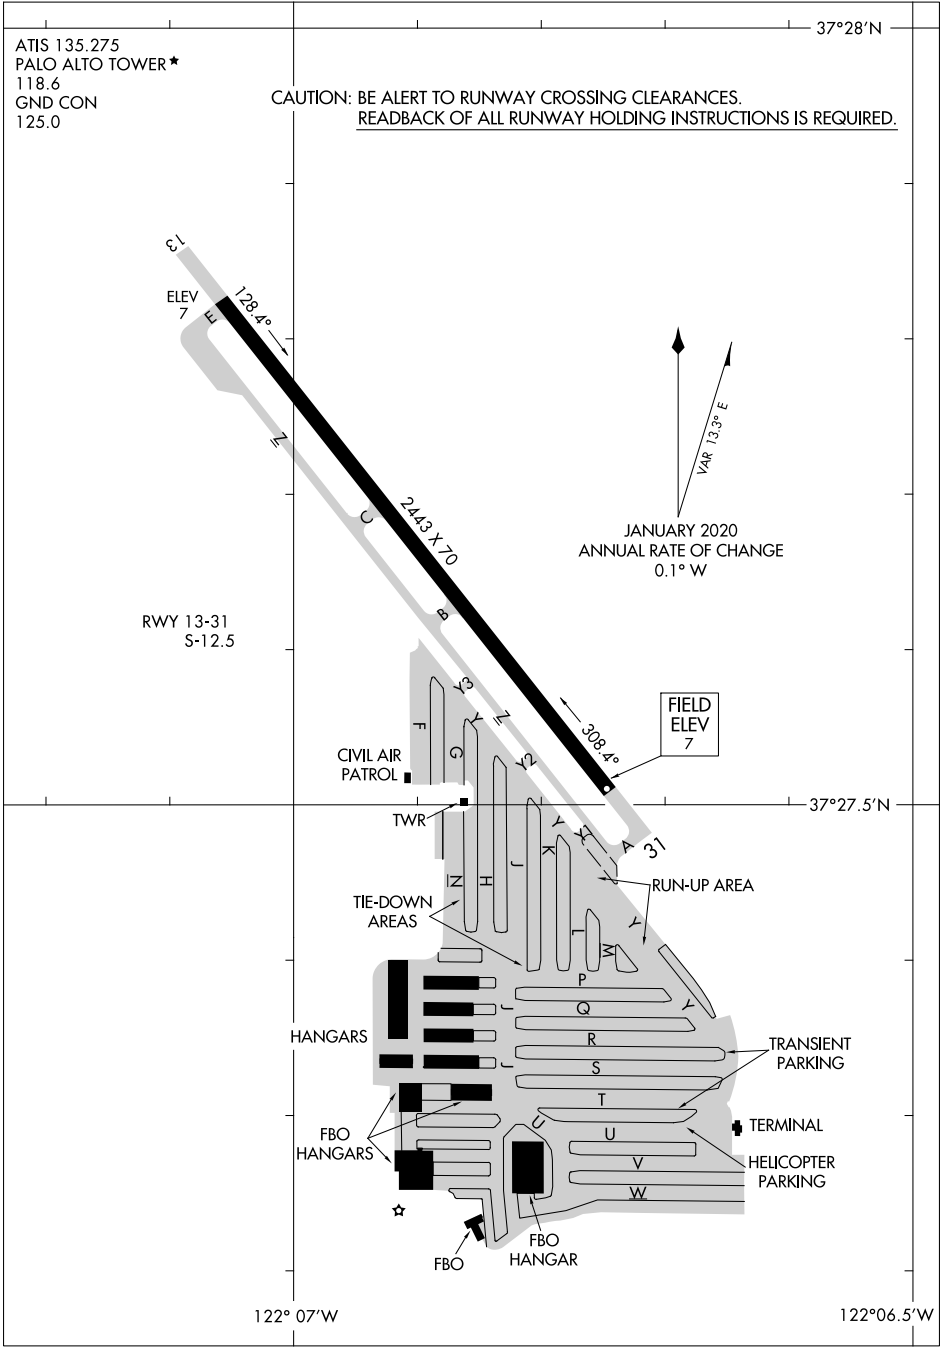 37°28'N
ATIS 135.275
PALO ALTO TOWER★
118.6
GND CON
125.0
CAUTION: BE ALERT TO RUNWAY CROSSING CLEARANCES.
READBACK OF ALL RUNWAY HOLDING INSTRUCTIONS IS REQUIRED.
13
ELEV
7
E
128.4°
VAR 13.3° E
Z
C
2443 X 70
JANUARY 2020
ANNUAL RATE OF CHANGE
0.1° W
B
RWY 13-31
S-12.5
Y3
F
Y
Z
G
Y2
308.4°
FIELD
ELEV
7
CIVIL AIR
PATROL
37°27.5'N
TWR
Y
Y1
A
31
K
J
N
H
RUN-UP AREA
TIE-DOWN
AREAS
L
M
Y
P
Y
J
Q
HANGARS
R
TRANSIENT
PARKING
J
S
T
U
U
TERMINAL
FBO
HANGARS
V
HELICOPTER
PARKING
W
FBO
HANGAR
FBO
122° 07'W
122°06.5'W